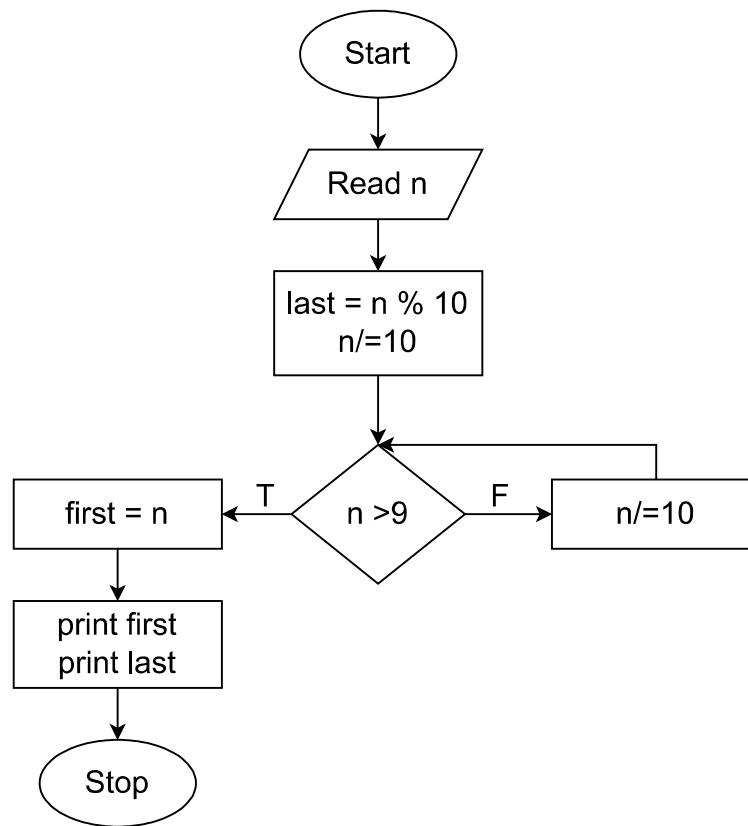 Start
Read n
last = n % 10
n/=10
n >9
T
F
first = n
n/=10
print first
print last
Stop